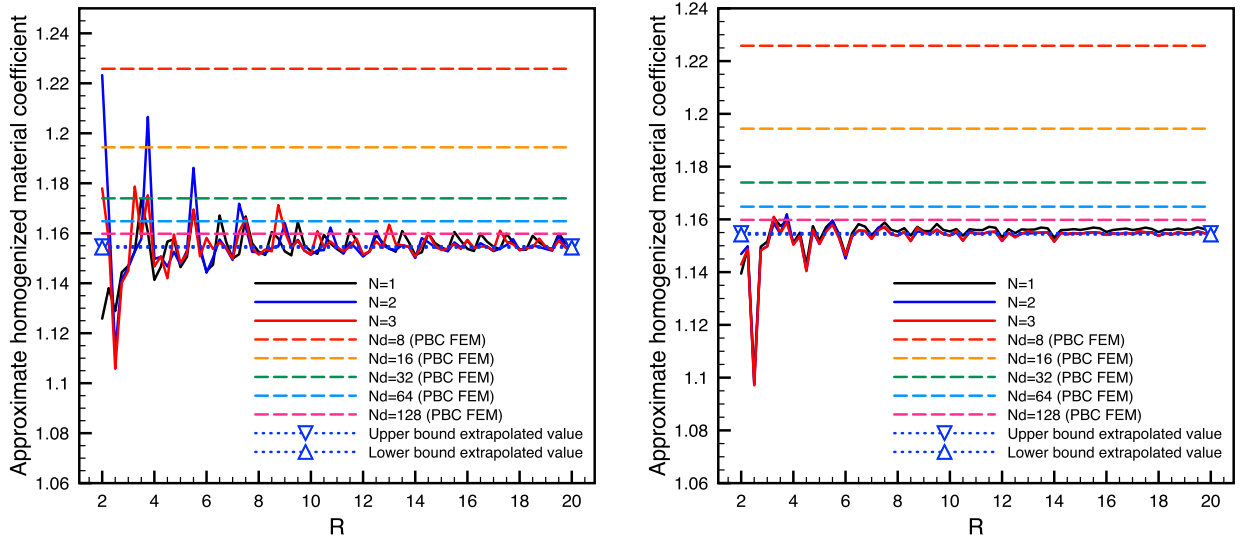 Approximate homogenized material coefficient
1.24
1.22
1.2
1.18
1.16
1.14
1.12
1.1
1.08
1.06
2
4
6
8
10
12
14
16
18
20
R
N=1
N=2
N=3
Nd=8 (PBC FEM)
Nd=16 (PBC FEM)
Nd=32 (PBC FEM)
Nd=64 (PBC FEM)
Nd=128 (PBC FEM)
Upper bound extrapolated value
Lower bound extrapolated value
Approximate homogenized material coefficient
1.24
1.22
1.2
1.18
1.16
1.14
1.12
1.1
1.08
1.06
2
4
6
8
10
12
14
16
18
20
R
N=1
N=2
N=3
Nd=8 (PBC FEM)
Nd=16 (PBC FEM)
Nd=32 (PBC FEM)
Nd=64 (PBC FEM)
Nd=128 (PBC FEM)
Upper bound extrapolated value
Lower bound extrapolated value